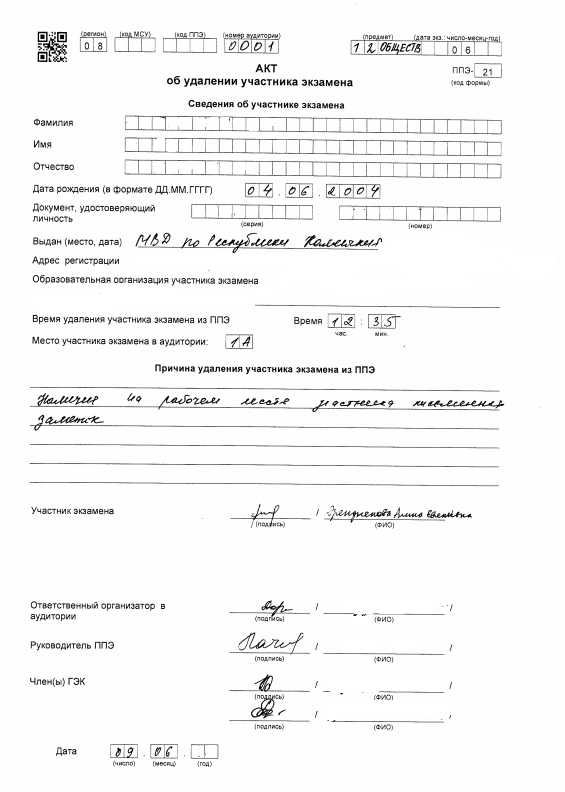 (регион) (код МСУ) (код ППЭ) (номер аудитории) (предмет) (дата экз.: число-месяц-год)
08 0001 12 ОБЩЕСТВ 06
АКТ
об удалении участника экзамена
ППЭ- 21
(код формы)
Сведения об участнике экзамена
Фамилия
Имя
Отчество
Дата рождения (в формате ДД.ММ.ГГГГ) 04.06.2004
Документ, удостоверяющий
личность
(серия) (номер)
Выдан (место, дата) МВД по Республике Калмыкия
Адрес регистрации
Образовательная организация участника экзамена
Время удаления участника экзамена из ППЭ Время 12 : 35
час. мин.
Место участника экзамена в аудитории: 1А
Причина удаления участника экзамена из ППЭ
Наличие на рабочем месте участника письменных
заметок
Участник экзамена / Алина
(подпись) (ФИО)
Ответственный организатор в
аудитории / /
(подпись) (ФИО)
Руководитель ППЭ / /
(подпись) (ФИО)
Член(ы) ГЭК / /
(подпись) (ФИО)
/ /
(подпись) (ФИО)
Дата 09.06.
(число) (месяц) (год)